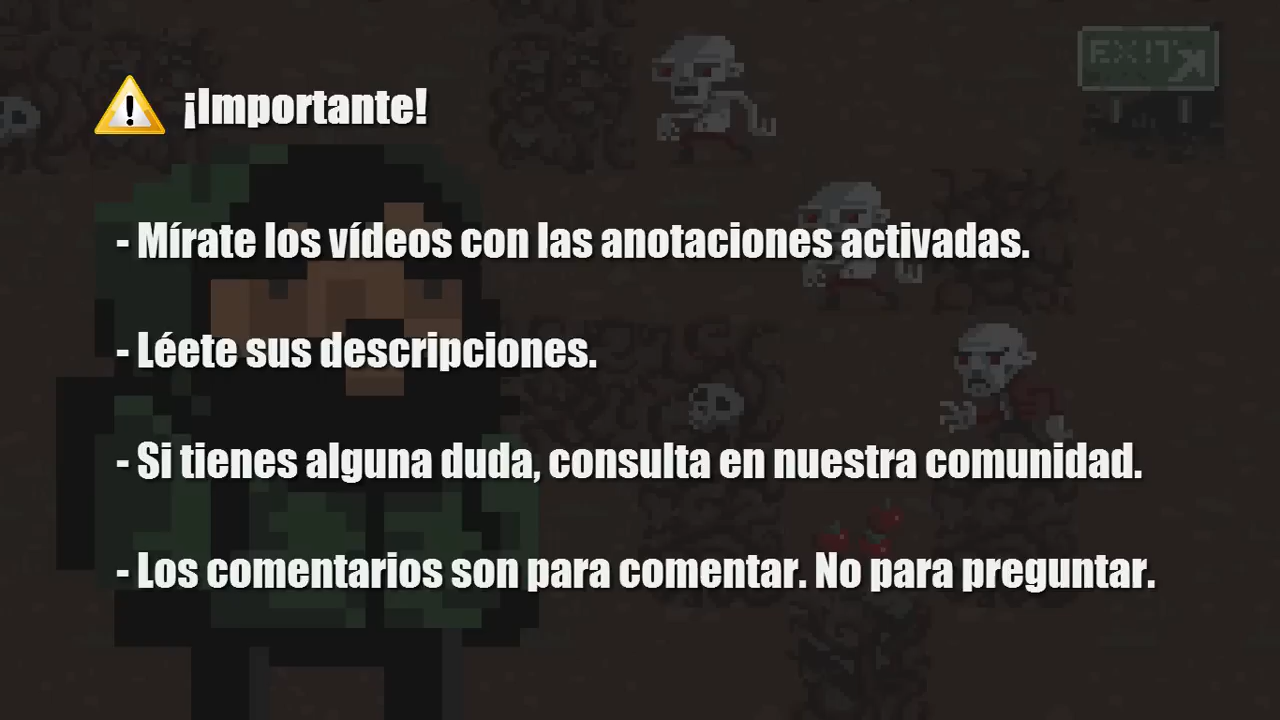 EXIT
¡Importante!
- Mírate los vídeos con las anotaciones activadas.
- Léete sus descripciones.
- Si tienes alguna duda, consulta en nuestra comunidad.
- Los comentarios son para comentar. No para preguntar.